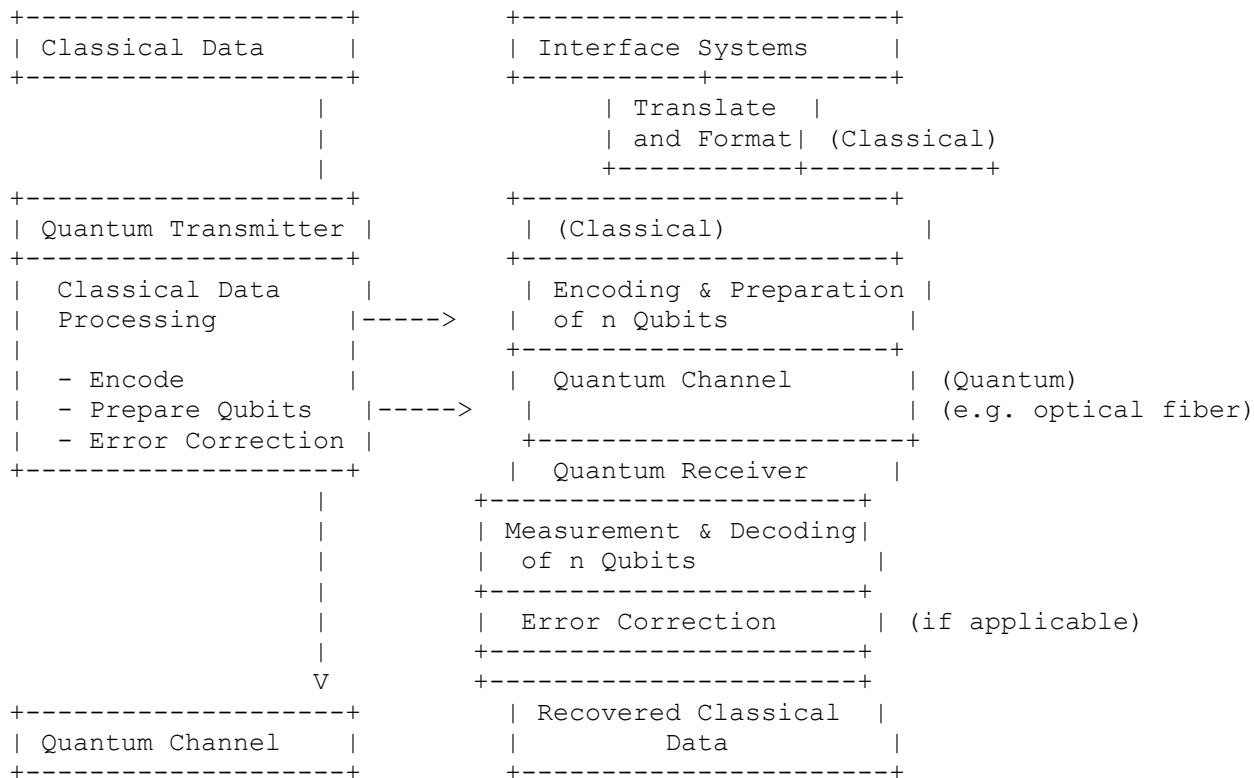 Classical Data Interface Systems
Translate
and Format (Classical)
Quantum Transmitter (Classical)
Classical Data Encoding & Preparation
Processing -----> of n Qubits
- Encode Quantum Channel (Quantum)
- Prepare Qubits -----> (e.g. optical fiber)
- Error Correction
Quantum Receiver
Measurement & Decoding
of n Qubits
Error Correction (if applicable)
V
Recovered Classical
Quantum Channel Data